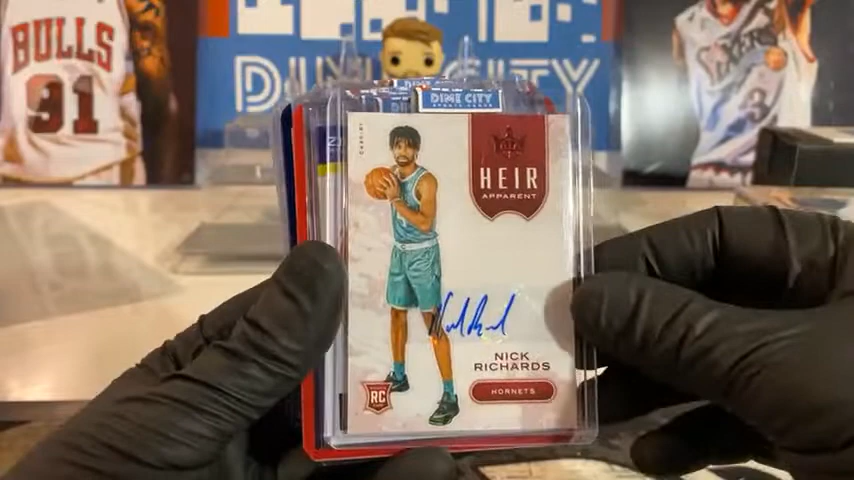 BULLS
91
DIME CITY
DIME CITY
HEIR
APPARENT
NICK
RICHARDS
RC
HORNETS